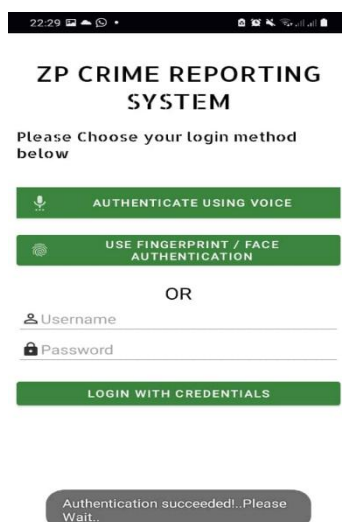 22:29
ZP CRIME REPORTING
SYSTEM
Please Choose your login method
below
AUTHENTICATE USING VOICE
USE FINGERPRINT / FACE
AUTHENTICATION
OR
Username
Password
LOGIN WITH CREDENTIALS
Authentication succeeded!..Please
Wait..